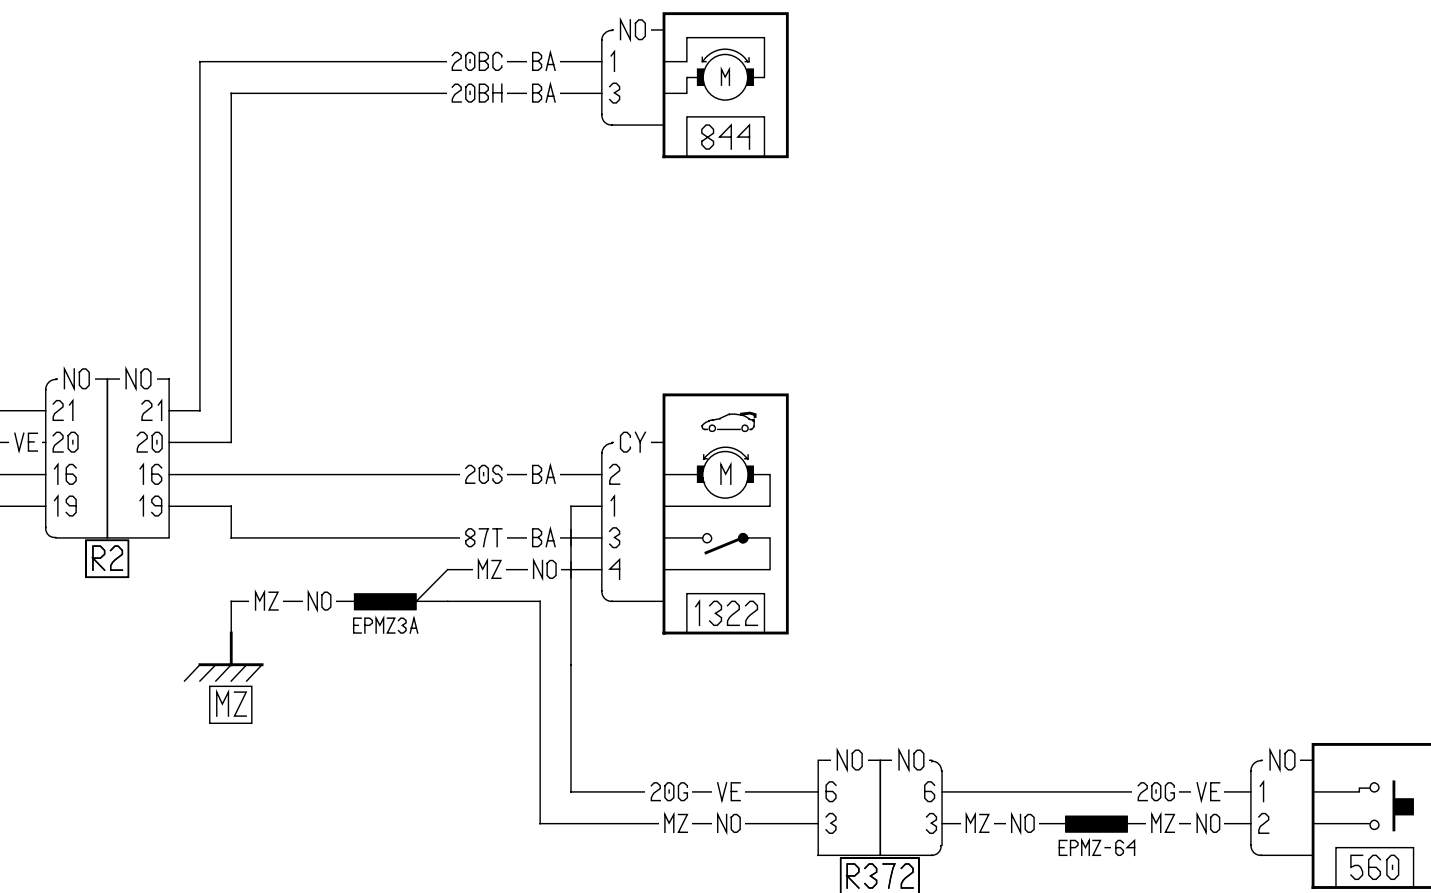 NO
20BC BA 1
M
20BH BA 3
844
NO NO
21 21
VE 20 20
CY
16 16 20S BA 2
M
19 19 1
87T BA 3
R2
MZ NO 4
MZ NO
EPMZ3A
1322
MZ
NO NO NO
20G VE 6 6 20G VE 1
MZ NO 3 3 MZ NO MZ NO 2
EPMZ-64
R372
560